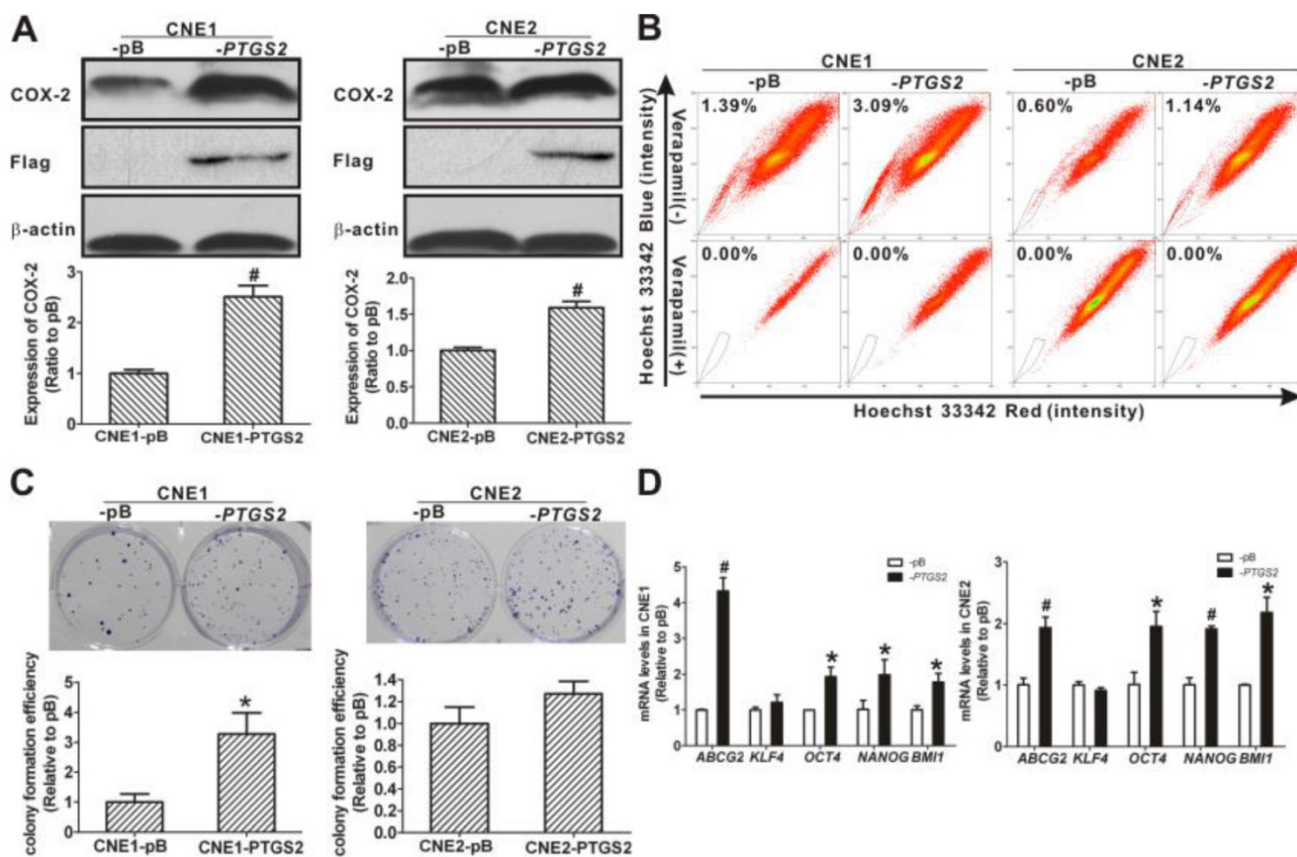 A
CNE1
-pB
-PTGS2
COX-2
Flag
β-actin
Expression of COX-2
(Ratio to pB)
3
2
1
0
#
CNE1-pB
CNE1-PTGS2
CNE2
-pB
-PTGS2
COX-2
Flag
β-actin
Expression of COX-2
(Ratio to pB)
2.0
1.5
1.0
0.5
0.0
#
CNE2-pB
CNE2-PTGS2
B
CNE1
CNE2
-pB
-PTGS2
-pB
-PTGS2
1.39%
3.09%
0.60%
1.14%
0.00%
0.00%
0.00%
0.00%
Hoechst 33342 Blue (intensity)
Verapamil(-)
Verapamil(+)
Hoechst 33342 Red (intensity)
C
CNE1
-pB
-PTGS2
colony formation efficiency
(Relative to pB)
5
4
3
2
1
0
*
CNE1-pB
CNE1-PTGS2
CNE2
-pB
-PTGS2
colony formation efficiency
(Relative to pB)
1.4
1.2
1.0
0.8
0.6
0.4
0.2
0.0
CNE2-pB
CNE2-PTGS2
D
-pB
-PTGS2
mRNA levels in CNE1
(Relative to pB)
5
4
3
2
1
0
#
*
*
*
ABCG2 KLF4 OCT4 NANOG BMI1
-pB
-PTGS2
mRNA levels in CNE2
(Relative to pB)
3
2
1
0
#
*
#
*
ABCG2 KLF4 OCT4 NANOG BMI1